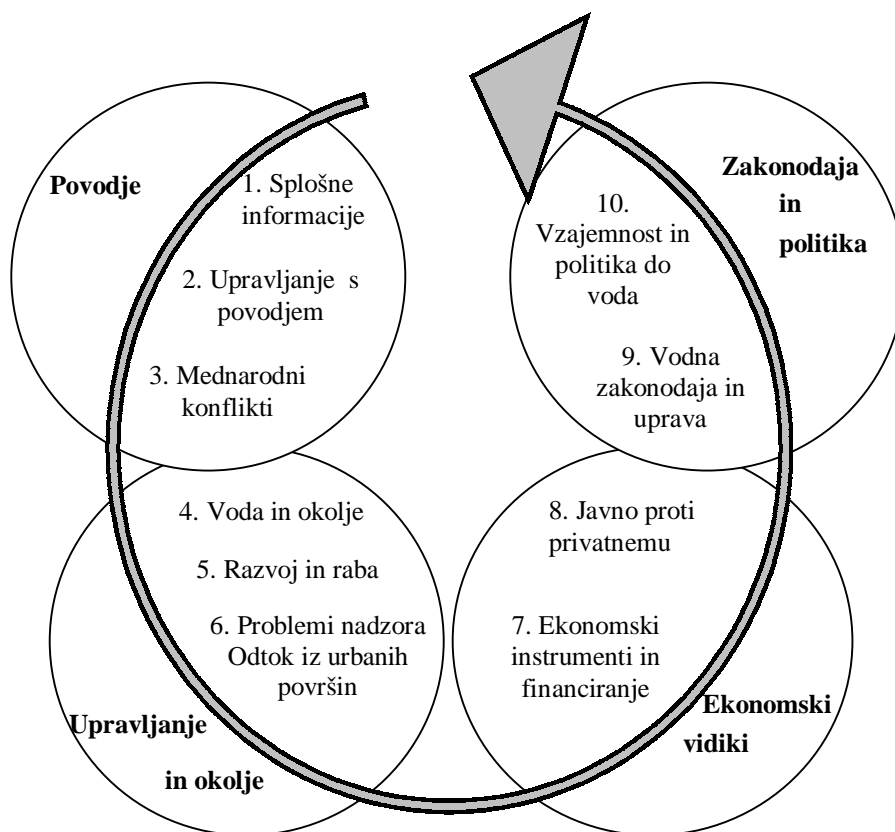 Povodje
1. Splošne
informacije
2. Upravljanje s
povodjem
3. Mednarodni
konflikti
4. Voda in okolje
5. Razvoj in raba
6. Problemi nadzora
Odtok iz urbanih
površin
Upravljanje
in okolje
7. Ekonomski
instrumenti in
financiranje
8. Javno proti
privatnemu
Ekonomski
vidiki
9. Vodna
zakonodaja in
uprava
10.
Vzajemnost in
politika do
voda
Zakonodaja
in
politika